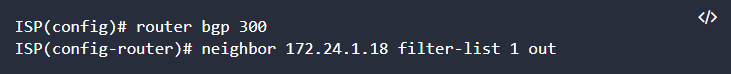 ISP(config)# router bgp 300
ISP(config-router)# neighbor 172.24.1.18 filter-list 1 out